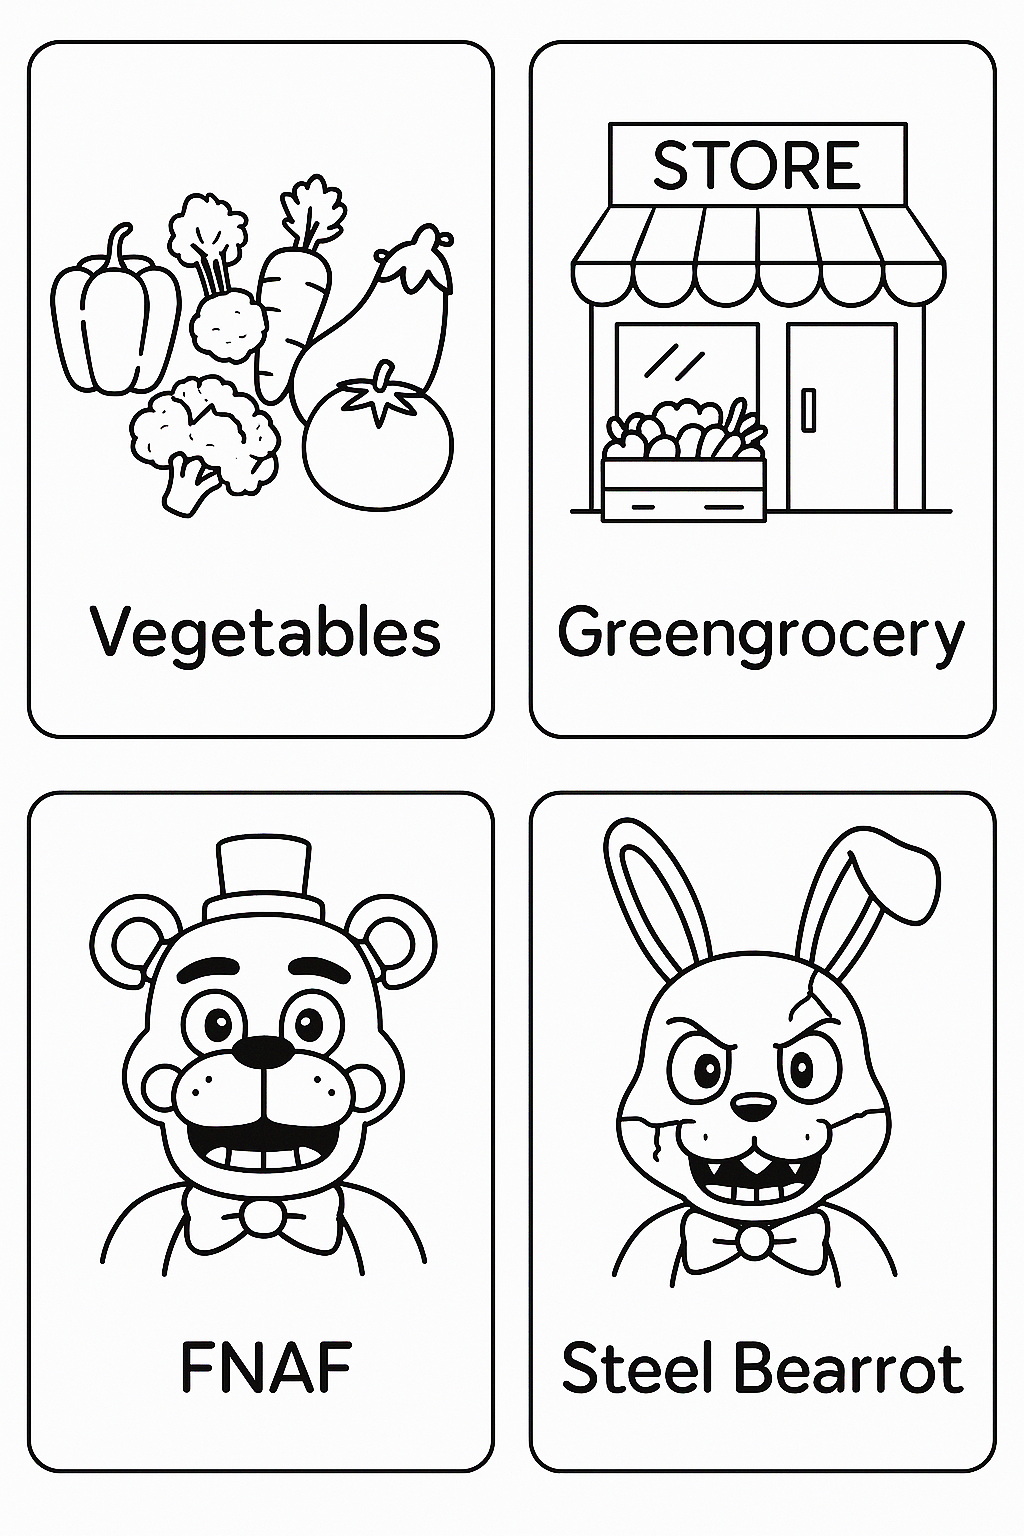 STORE
Vegetables
Greengrocery
FNAF
Steel Bearrot